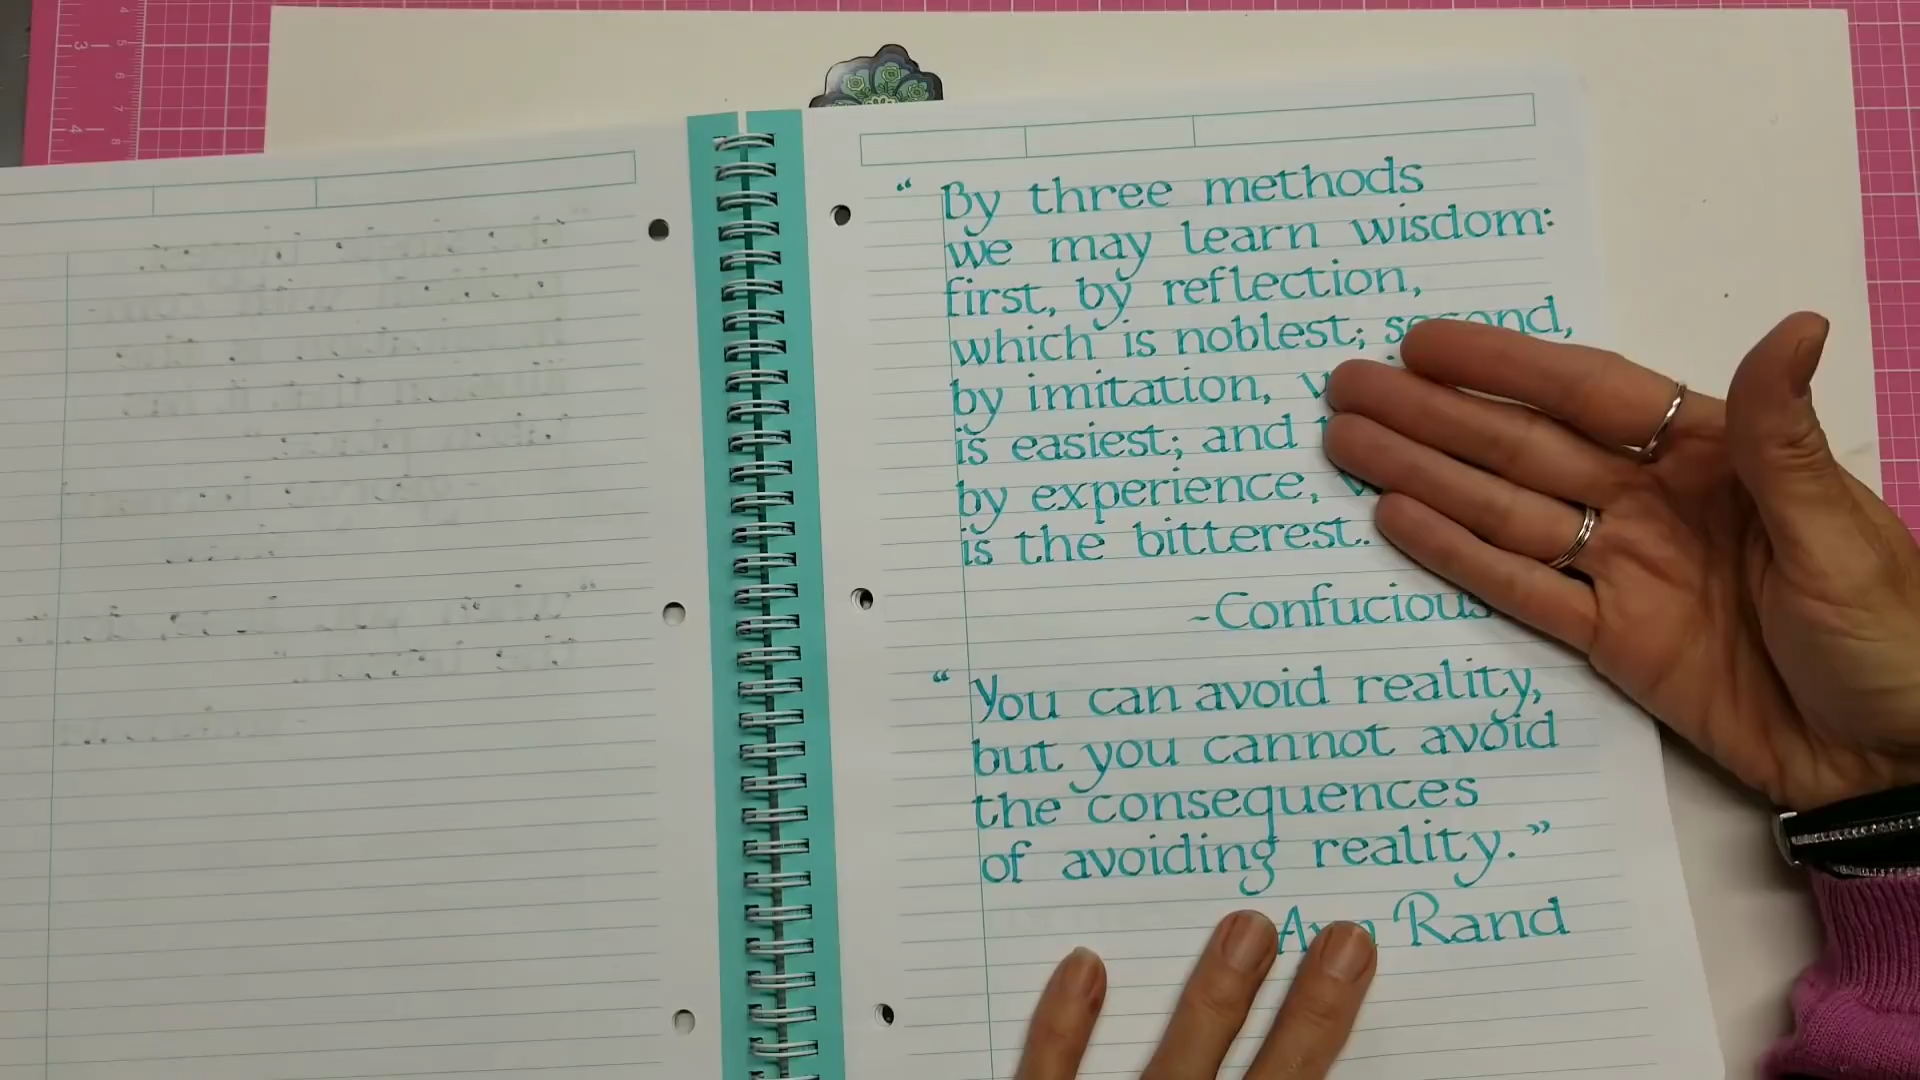 “ By three methods
we may learn wisdom:
first, by reflection,
which is noblest; second,
by imitation,
is easiest; and
by experience,
is the bitterest.
-Confucious
“ You can avoid reality,
but you cannot avoid
the consequences
of avoiding reality.”
Ayn Rand